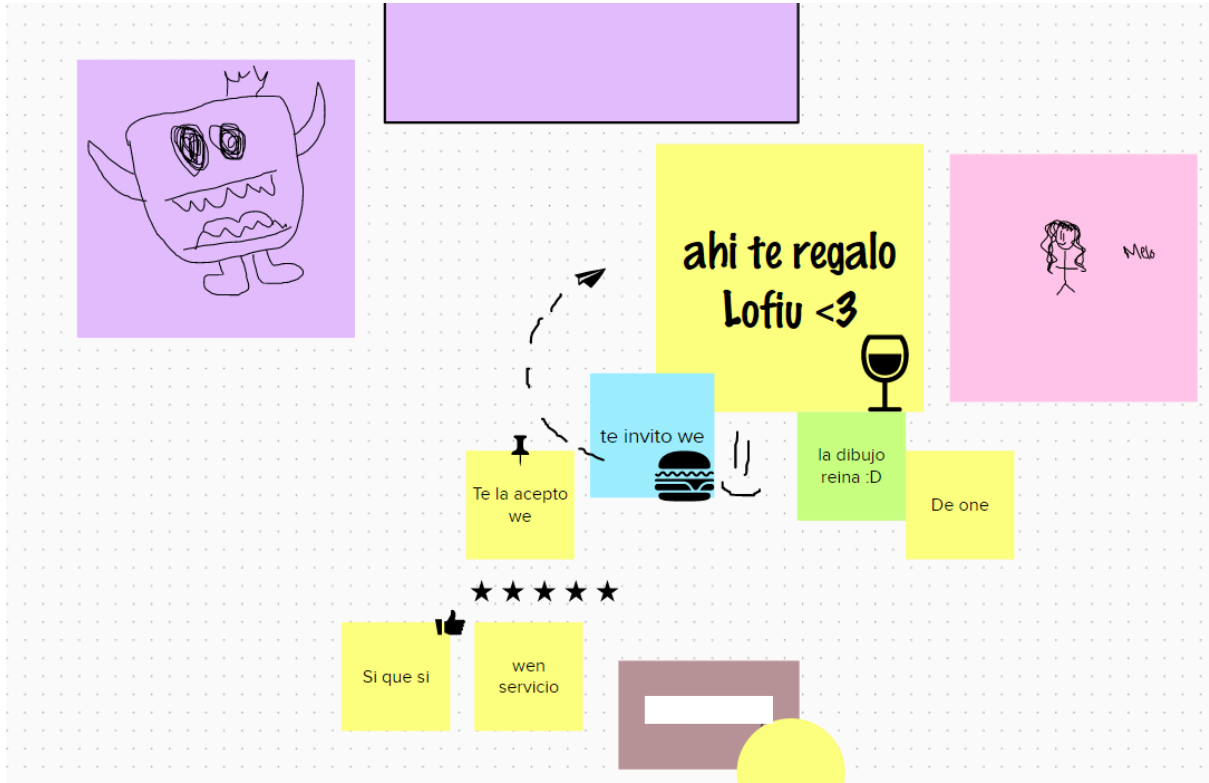 ahi te regalo
Lofiu <3
Melo
te invito we
la dibujo
reina :D
Te la acepto
we
De one
Si que si
wen
servicio